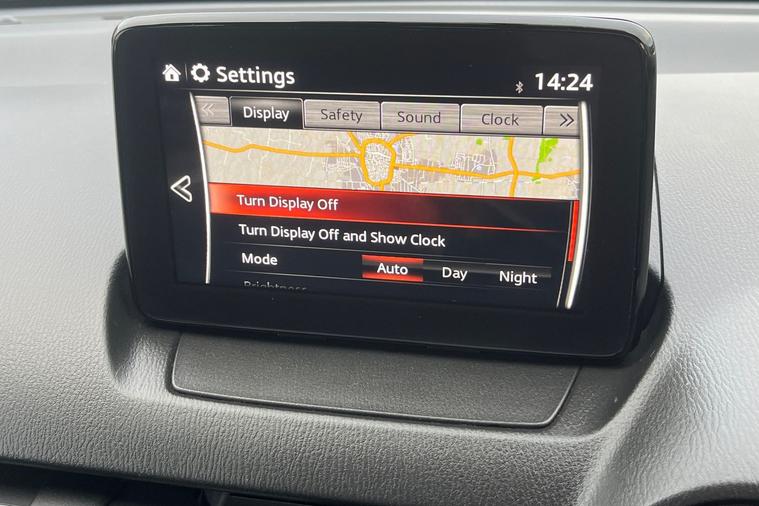 Settings
14:24
Display Safety Sound Clock
Turn Display Off
Turn Display Off and Show Clock
Mode Auto Day Night
Brightness